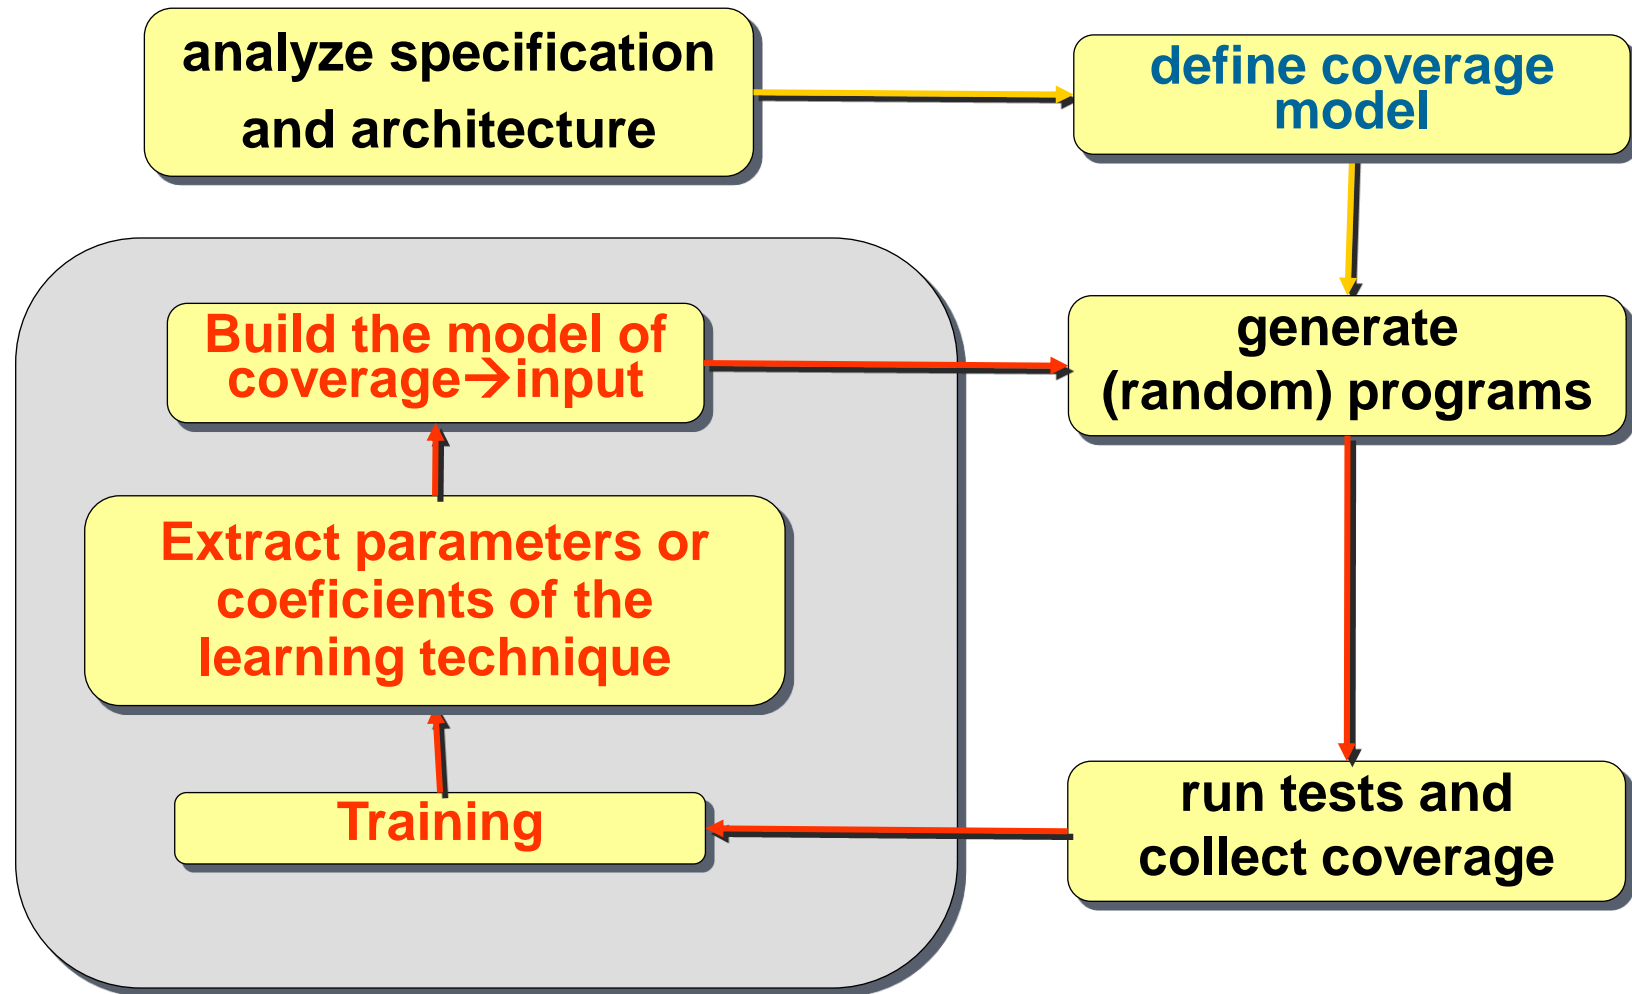 analyze specification
and architecture
define coverage
model
Build the model of
coverage→input
generate
(random) programs
Extract parameters or
coeficients of the
learning technique
Training
run tests and
collect coverage